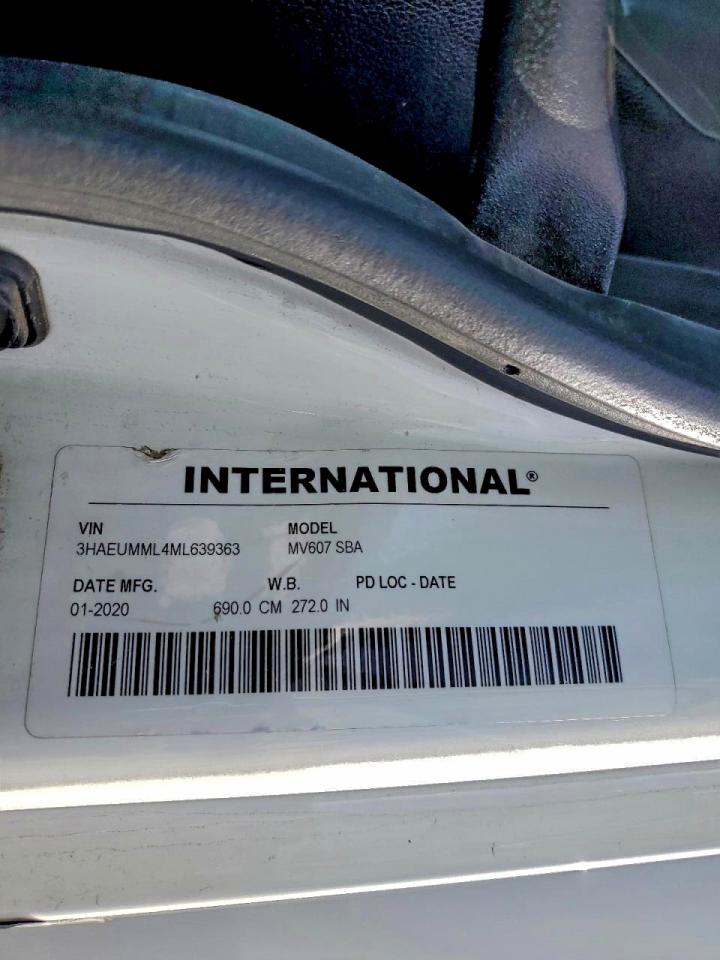 INTERNATIONAL®
VIN MODEL
3HAEUMML4ML639363 MV607 SBA
DATE MFG. W.B. PD LOC - DATE
01-2020 690.0 CM 272.0 IN